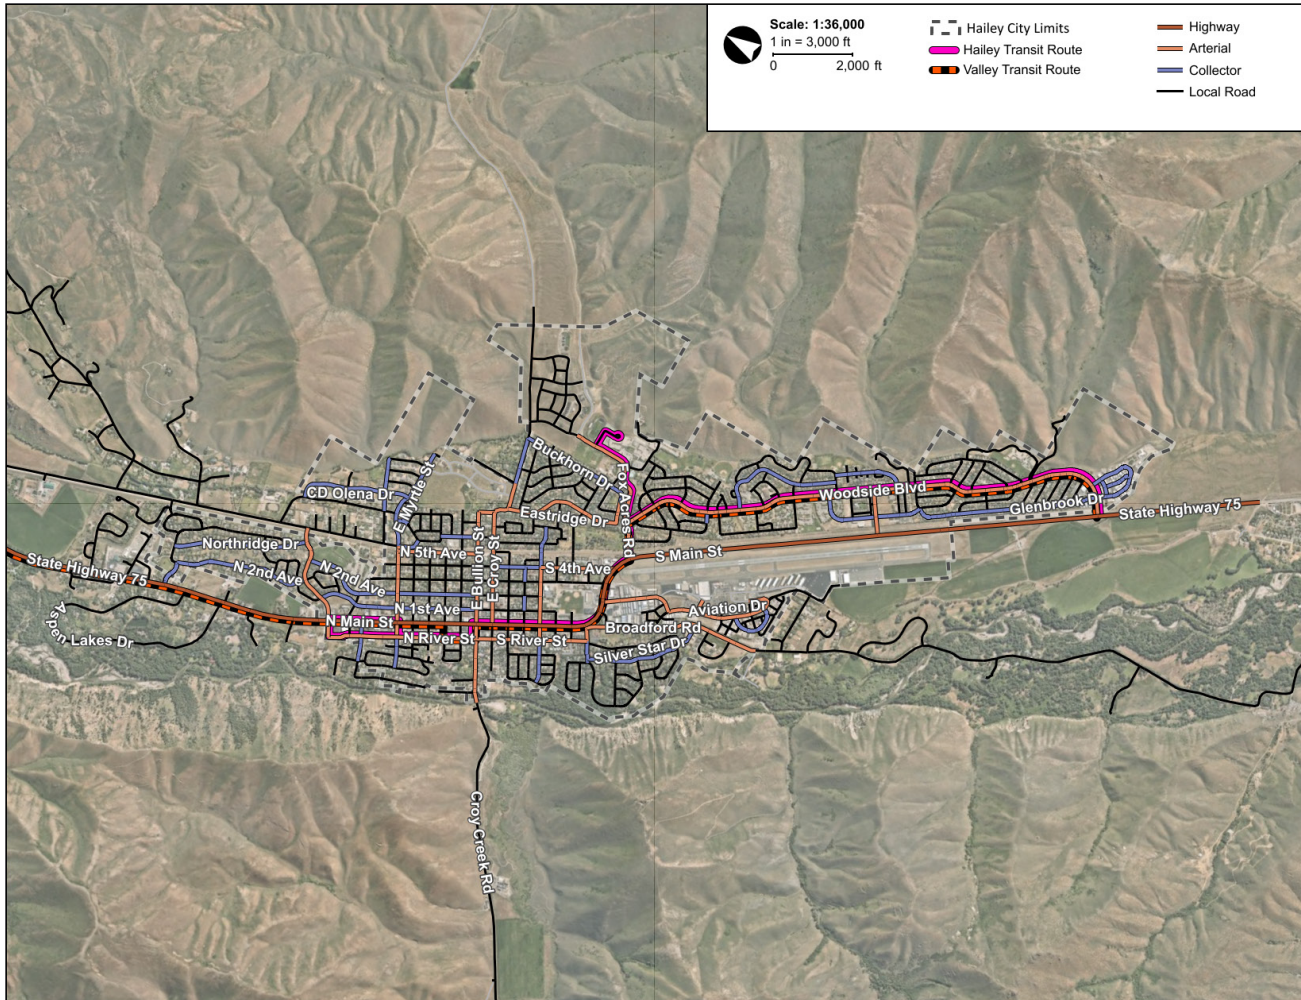 Scale: 1:36,000
1 in = 3,000 ft
0 2,000 ft
Hailey City Limits
Hailey Transit Route
Valley Transit Route
Highway
Arterial
Collector
Local Road
Buckhorn Dr
Fox Acres Rd
E Myrtle St
CD Olena Dr
Woodside Blvd
Glenbrook Dr
State Highway 75
Eastridge Dr
E Bullion St
E Croy St
Northridge Dr
N 5th Ave
S Main St
N 2nd Ave
N 2nd Ave
S 4th Ave
State Highway 75
N 1st Ave
Aviation Dr
Aspen Lakes Dr
N Main St
Broadford Rd
N River St
S River St
Silver Star Dr
Croy Creek Rd